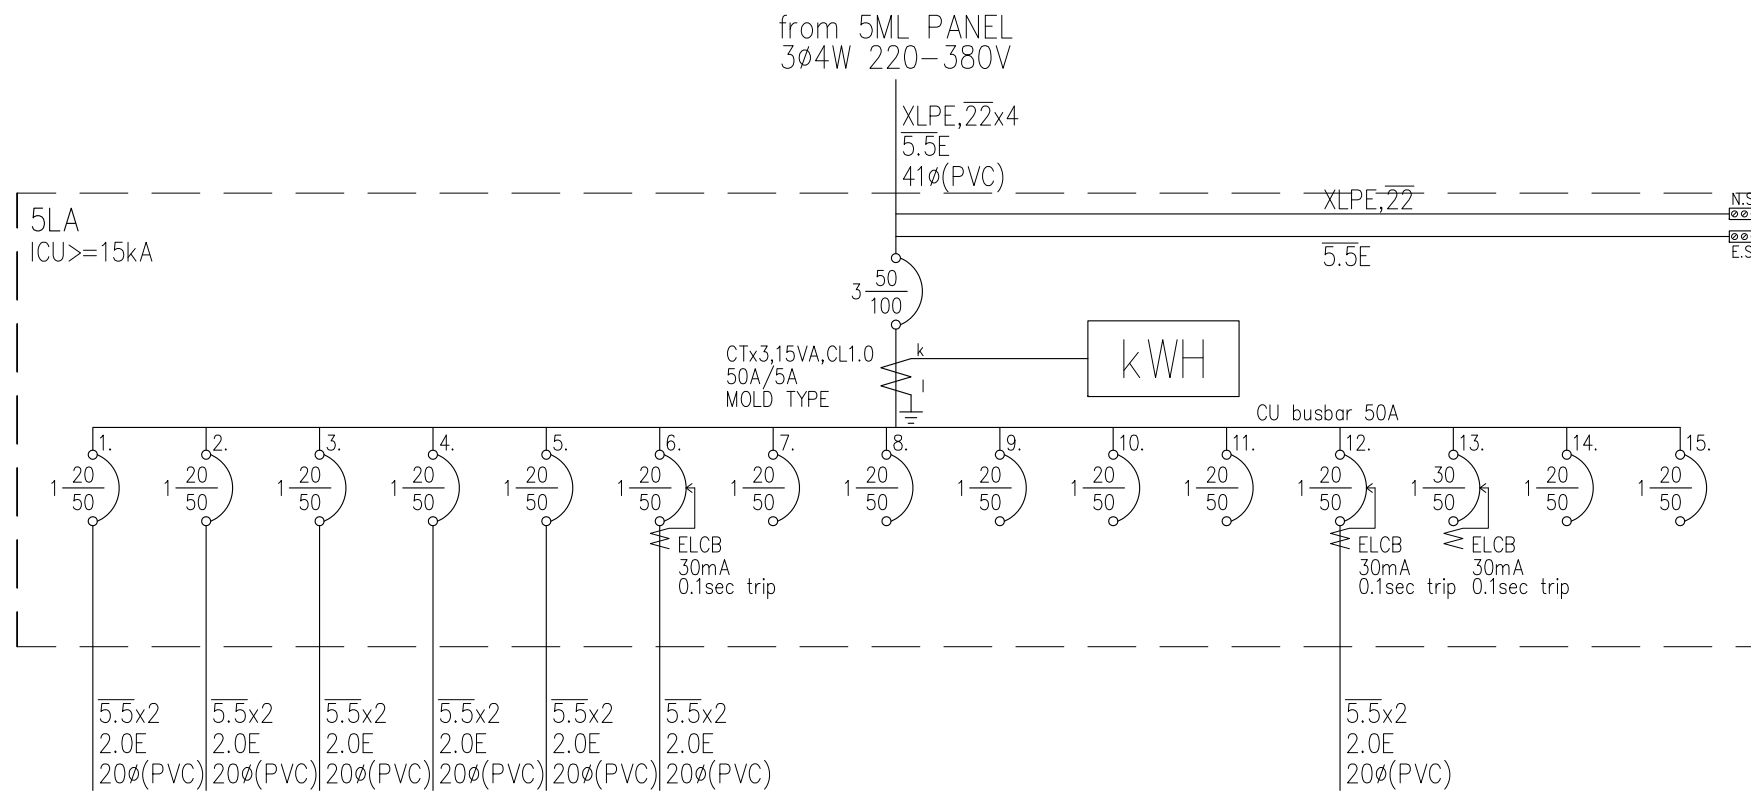 from 5ML PANEL
3ø4W 220-380V
XLPE,22x4
5.5E
41ø(PVC)
XLPE,22
N.S
5LA
ICU>=15kA
5.5E
E.S
3 50
100
CTx3,15VA,CL1.0
50A/5A
MOLD TYPE
k
l
kWH
CU busbar 50A
1. 2. 3. 4. 5. 6. 7. 8. 9. 10. 11. 12. 13. 14. 15.
1 20 1 20 1 20 1 20 1 20 1 20 1 20 1 20 1 20 1 20 1 20 1 20 1 30 1 20 1 20
50 50 50 50 50 50 50 50 50 50 50 50 50 50 50
ELCB ELCB ELCB
30mA 30mA 30mA
0.1sec trip 0.1sec trip 0.1sec trip
5.5x2 5.5x2 5.5x2 5.5x2 5.5x2 5.5x2 5.5x2
2.0E 2.0E 2.0E 2.0E 2.0E 2.0E 2.0E
20ø(PVC) 20ø(PVC) 20ø(PVC) 20ø(PVC) 20ø(PVC) 20ø(PVC) 20ø(PVC)